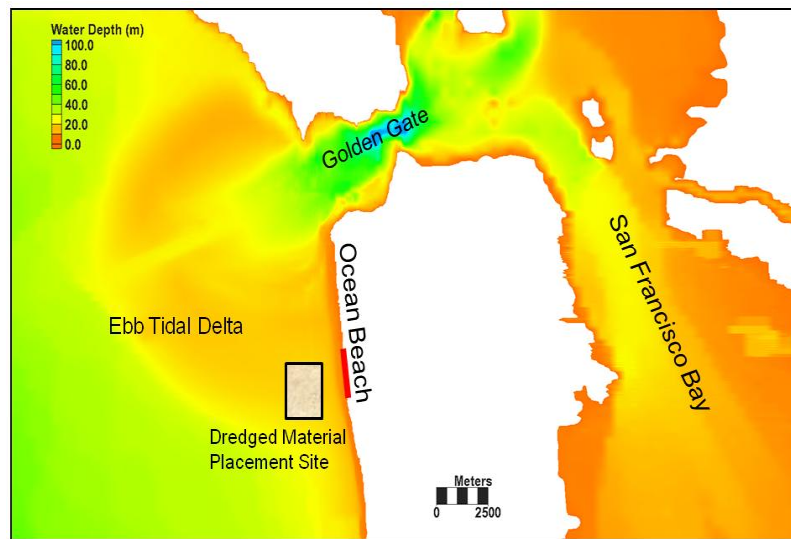 Water Depth (m)
100.0
80.0
60.0
40.0
20.0
0.0
Golden Gate
Ocean Beach
San Francisco Bay
Ebb Tidal Delta
Dredged Material
Placement Site
Meters
0 2500